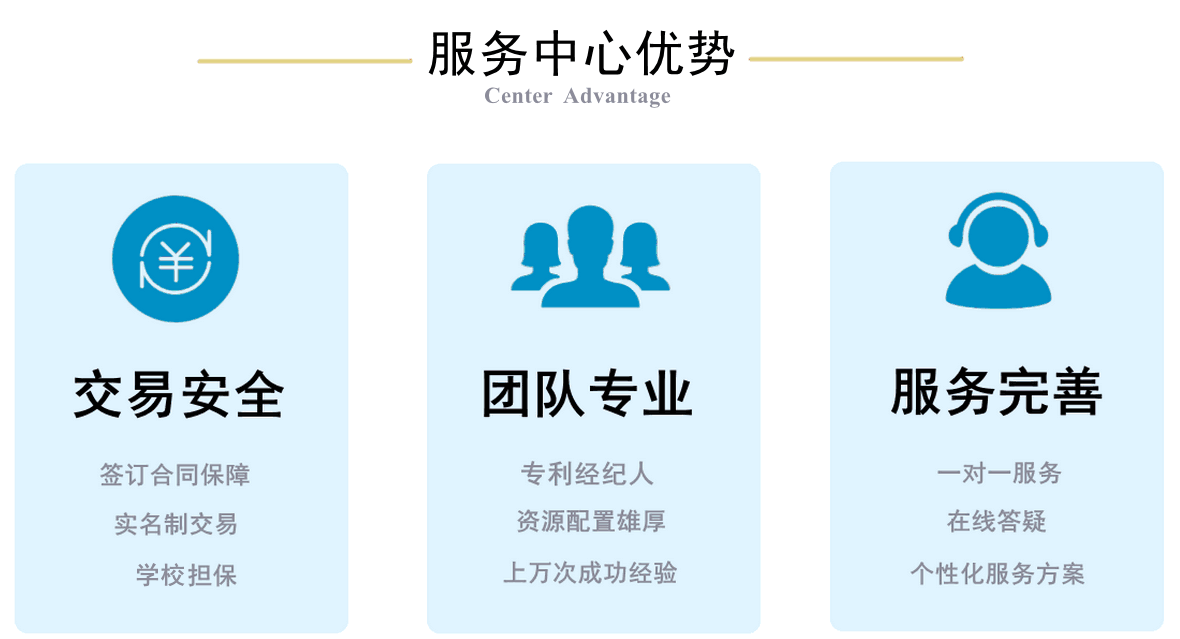 服务中心优势
Center Advantage
交易安全
签订合同保障
实名制交易
学校担保
团队专业
专利经纪人
资源配置雄厚
上万次成功经验
服务完善
一对一服务
在线答疑
个性化服务方案